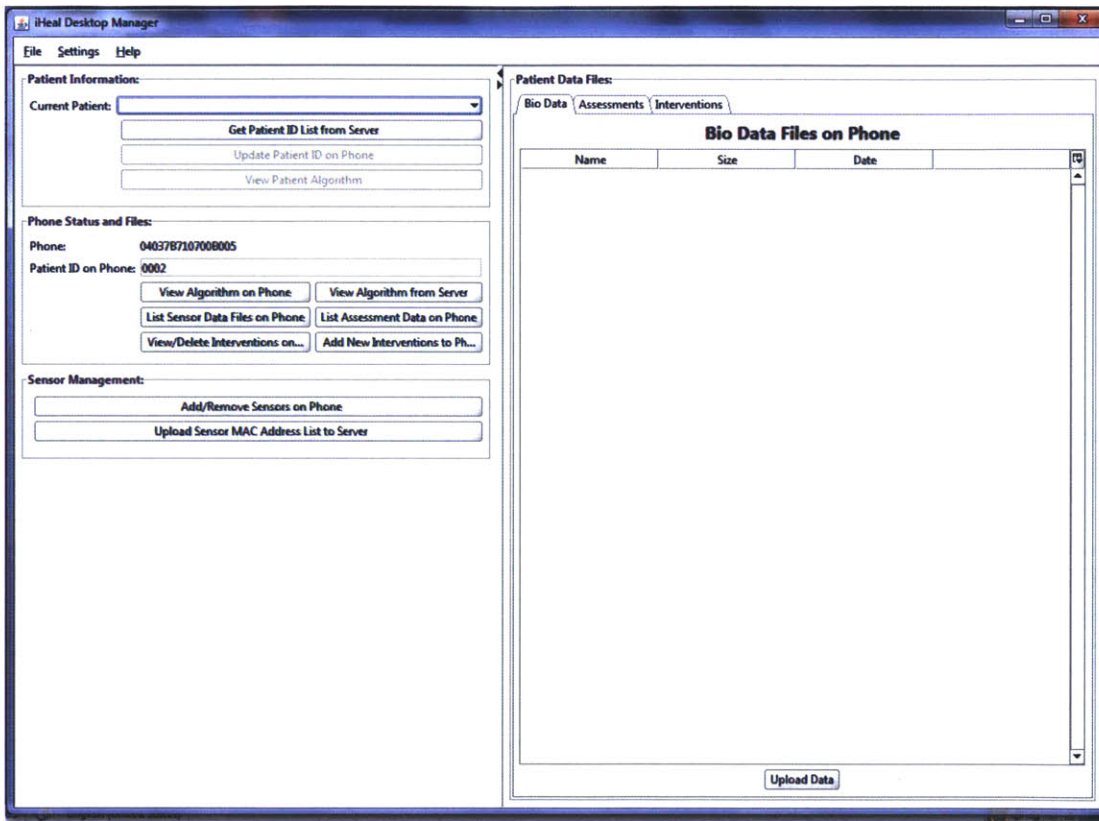 iHeal Desktop Manager
File Settings Help
Patient Information:
Current Patient:
Get Patient ID List from Server
Update Patient ID on Phone
View Patient Algorithm
Phone Status and Files:
Phone: 04037B710700B005
Patient ID on Phone: 0002
View Algorithm on Phone View Algorithm from Server
List Sensor Data Files on Phone List Assessment Data on Phone
View/Delete Interventions on... Add New Interventions to Ph...
Sensor Management:
Add/Remove Sensors on Phone
Upload Sensor MAC Address List to Server
Patient Data Files:
Bio Data Assessments Interventions
Bio Data Files on Phone
Name Size Date
Upload Data